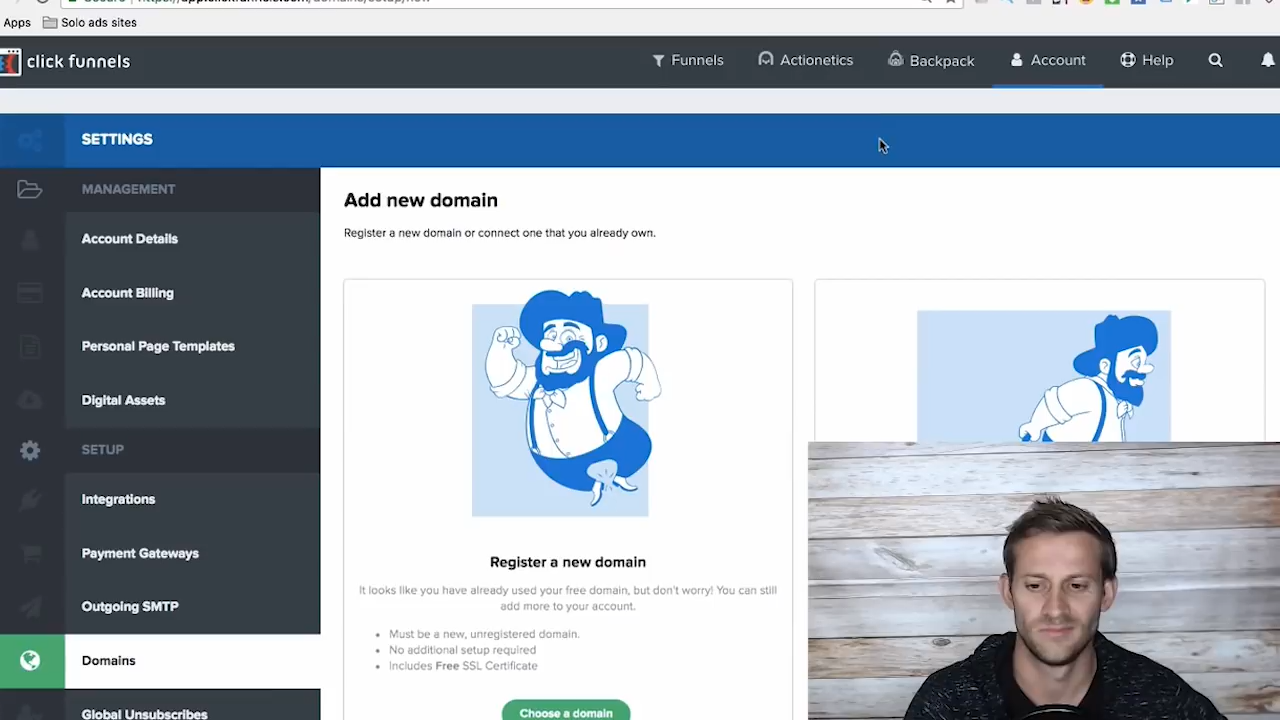 Apps
Solo ads sites
click funnels
Funnels
Actionetics
Backpack
Account
Help
SETTINGS
MANAGEMENT
Account Details
Account Billing
Personal Page Templates
Digital Assets
SETUP
Integrations
Payment Gateways
Outgoing SMTP
Domains
Global Unsubscribes
Add new domain
Register a new domain or connect one that you already own.
Register a new domain
It looks like you have already used your free domain, but don't worry! You can still
add more to your account.
• Must be a new, unregistered domain.
• No additional setup required
• Includes Free SSL Certificate
Choose a domain